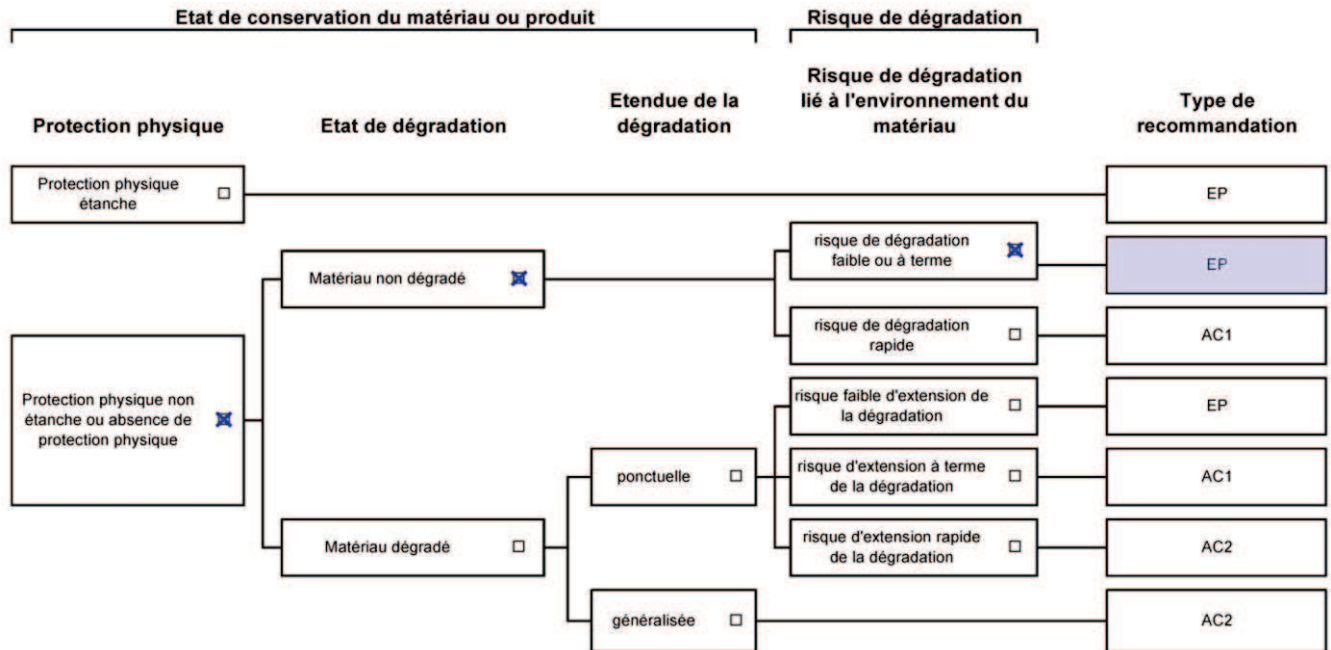 Etat de conservation du matériau ou produit
Risque de dégradation
Protection physique
Etat de dégradation
Etendue de la
dégradation
Risque de dégradation
lié à l'environnement du
matériau
Type de
recommandation
Protection physique
étanche
EP
risque de dégradation
faible ou à terme
EP
Matériau non dégradé
risque de dégradation
rapide
AC1
Protection physique non
étanche ou absence de
protection physique
risque faible d'extension de
la dégradation
EP
ponctuelle
risque d'extension à terme
de la dégradation
AC1
Matériau dégradé
risque d'extension rapide
de la dégradation
AC2
généralisée
AC2